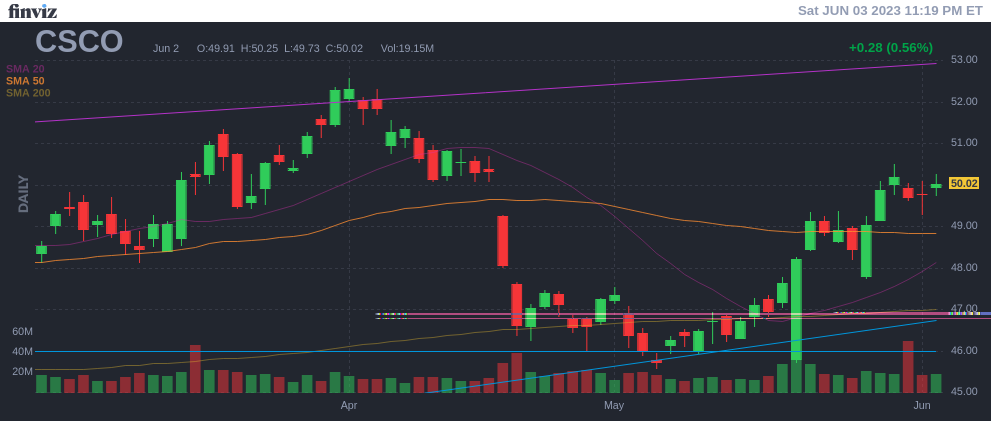 finviz
Sat JUN 03 2023 11:19 PM ET
CSCO
Jun 2 O:49.91 H:50.25 L:49.73 C:50.02 Vol:19.15M
+0.28 (0.56%)
SMA 20
SMA 50
SMA 200
DAILY
53.00
52.00
51.00
50.02
49.00
48.00
47.00
46.00
45.00
60M
40M
20M
Apr
May
Jun